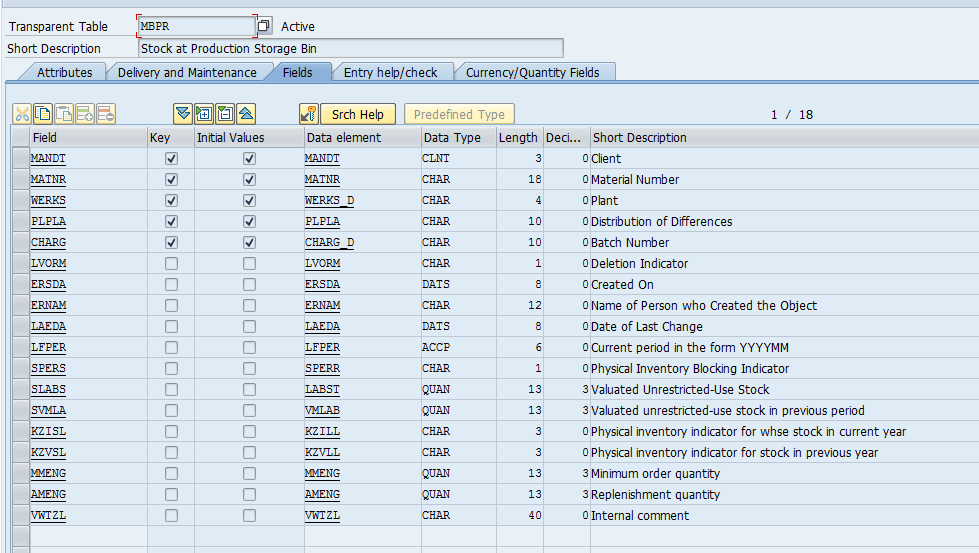 Transparent Table MBPR Active
Short Description Stock at Production Storage Bin
Attributes Delivery and Maintenance Fields Entry help/check Currency/Quantity Fields
Srch Help Predefined Type 1 / 18
Field Key Initial Values Data element Data Type Length Deci... Short Description
MANDT MANDT CLNT 3 0 Client
MATNR MATNR CHAR 18 0 Material Number
WERKS WERKS_D CHAR 4 0 Plant
PLPLA PLPLA CHAR 10 0 Distribution of Differences
CHARG CHARG_D CHAR 10 0 Batch Number
LVORM LVORM CHAR 1 0 Deletion Indicator
ERSDA ERSDA DATS 8 0 Created On
ERNAM ERNAM CHAR 12 0 Name of Person who Created the Object
LAEDA LAEDA DATS 8 0 Date of Last Change
LFPER LFPER ACCP 6 0 Current period in the form YYYYMM
SPERS SPERR CHAR 1 0 Physical Inventory Blocking Indicator
SLABS LABST QUAN 13 3 Valuated Unrestricted-Use Stock
SVMLA VMLAB QUAN 13 3 Valuated unrestricted-use stock in previous period
KZISL KZILL CHAR 3 0 Physical inventory indicator for whse stock in current year
KZVSL KZVLL CHAR 3 0 Physical inventory indicator for stock in previous year
MMENG MMENG QUAN 13 3 Minimum order quantity
AMENG AMENG QUAN 13 3 Replenishment quantity
VWTZL VWTZL CHAR 40 0 Internal comment